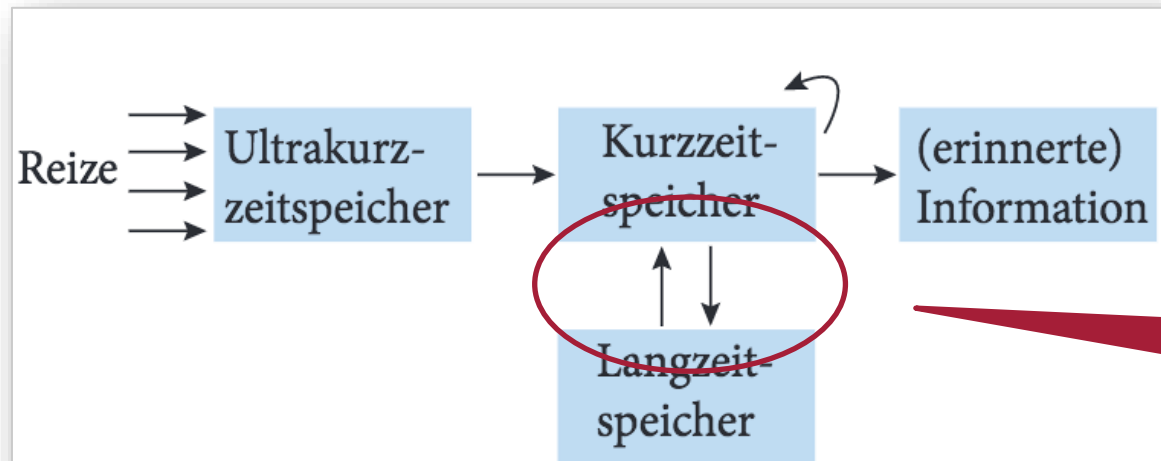 Reize
Ultrakurz-
zeitspeicher
Kurzzeit-
speicher
(erinnerte)
Information
Langzeit-
speicher